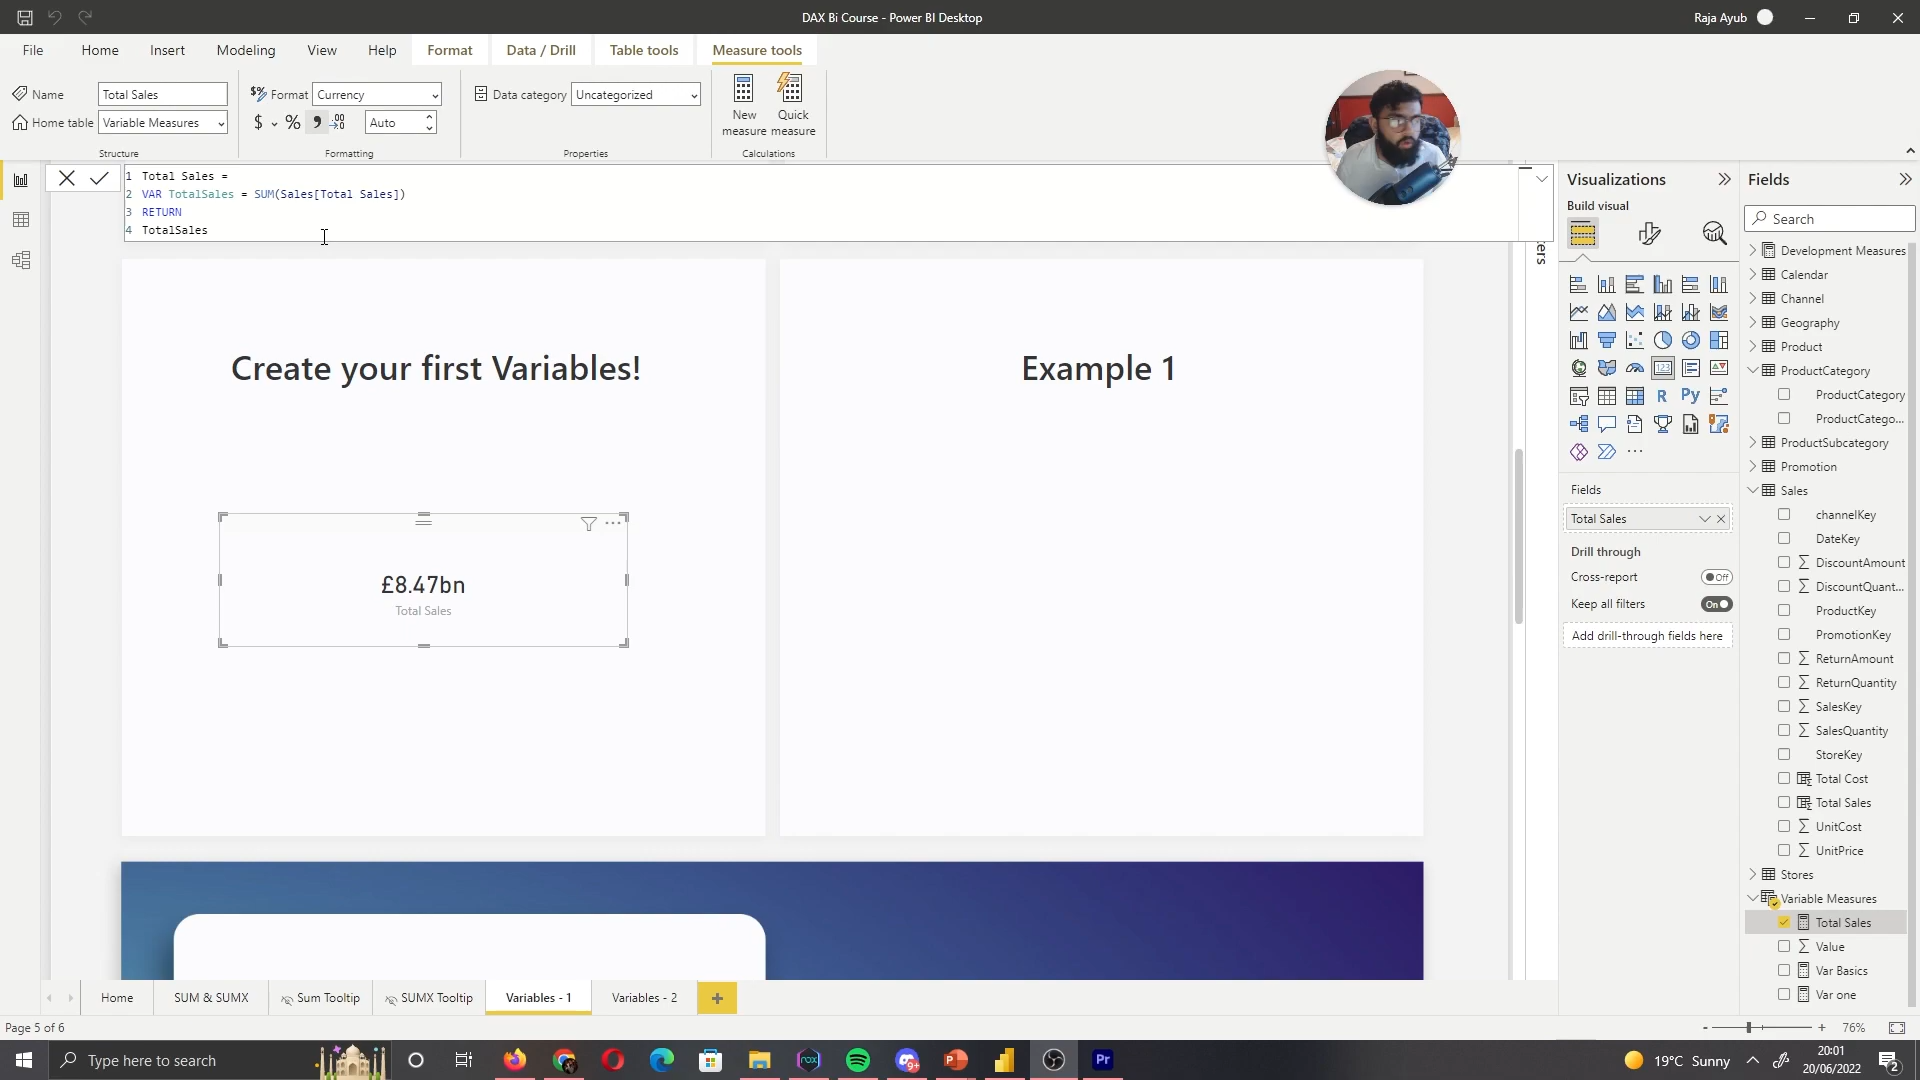 DAX Bi Course - Power BI Desktop
Raja Ayub
File
Home
Insert
Modeling
View
Help
Format
Data / Drill
Table tools
Measure tools
Name
Total Sales
Home table
Variable Measures
Structure
Format
Currency
$
%
Auto
Formatting
Data category
Uncategorized
Properties
New
measure
Quick
measure
Calculations
1 Total Sales =
2 VAR TotalSales = SUM(Sales[Total Sales])
3 RETURN
4 TotalSales
Create your first Variables!
Example 1
£8.47bn
Total Sales
Visualizations
Build visual
R
Py
Fields
Total Sales
Drill through
Cross-report
Off
Keep all filters
On
Add drill-through fields here
Fields
Search
Development Measures
Calendar
Channel
Geography
Product
ProductCategory
ProductCategory
ProductCatego...
ProductSubcategory
Promotion
Sales
channelKey
DateKey
DiscountAmount
DiscountQuant...
ProductKey
PromotionKey
ReturnAmount
ReturnQuantity
SalesKey
SalesQuantity
StoreKey
Total Cost
Total Sales
UnitCost
UnitPrice
Stores
Variable Measures
Total Sales
Value
Var Basics
Var one
Home
SUM & SUMX
Sum Tooltip
SUMX Tooltip
Variables - 1
Variables - 2
Page 5 of 6
76%
Type here to search
19°C Sunny
20:01
20/06/2022